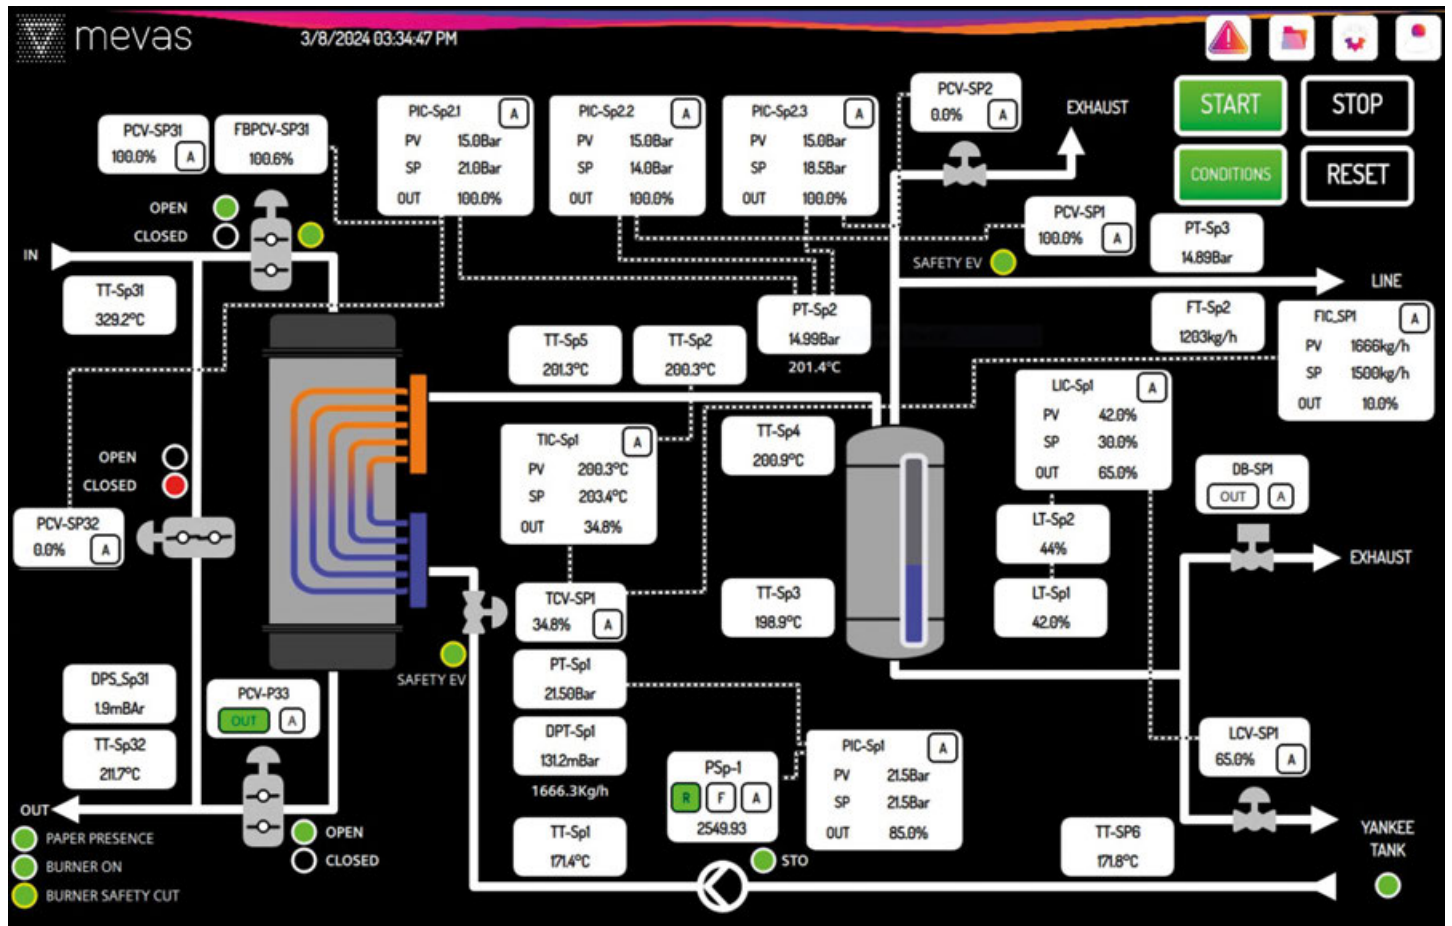 mevas
3/8/2024 03:34:47 PM
START
STOP
CONDITIONS
RESET
PCV-SP31
100.0% A
FBPCV-SP31
100.6%
PIC-Sp2.1 A
PV 15.0Bar
SP 21.0Bar
OUT 100.0%
PIC-Sp2.2 A
PV 15.0Bar
SP 14.0Bar
OUT 100.0%
PIC-Sp2.3 A
PV 15.0Bar
SP 18.5Bar
OUT 100.0%
PCV-SP2
0.0% A
EXHAUST
OPEN
CLOSED
IN
TT-Sp31
329.2°C
PCV-SP1
100.0% A
SAFETY EV
PT-Sp3
14.89Bar
LINE
PT-Sp2
14.99Bar
201.4°C
FT-Sp2
1203kg/h
FIC_SP1 A
PV 1666kg/h
SP 1500kg/h
OUT 10.0%
TT-Sp5
201.3°C
TT-Sp2
200.3°C
LIC-Sp1 A
PV 42.0%
SP 30.0%
OUT 65.0%
TIC-Sp1 A
PV 200.3°C
SP 203.4°C
OUT 34.8%
TT-Sp4
200.9°C
OPEN
CLOSED
PCV-SP32
0.0% A
DB-SP1
OUT A
EXHAUST
LT-Sp2
44%
LT-Sp1
42.0%
TCV-SP1
34.8% A
TT-Sp3
198.9°C
SAFETY EV
PT-Sp1
21.50Bar
DPS_Sp31
1.9mBAr
PCV-P33
OUT A
TT-Sp32
211.7°C
DPT-Sp1
131.2mBar
1666.3Kg/h
PSp-1
R F A
2549.93
PIC-Sp1 A
PV 21.5Bar
SP 21.5Bar
OUT 85.0%
LCV-SP1
65.0% A
OUT
PAPER PRESENCE
BURNER ON
BURNER SAFETY CUT
OPEN
CLOSED
TT-Sp1
171.4°C
STO
TT-SP6
171.8°C
YANKEE
TANK